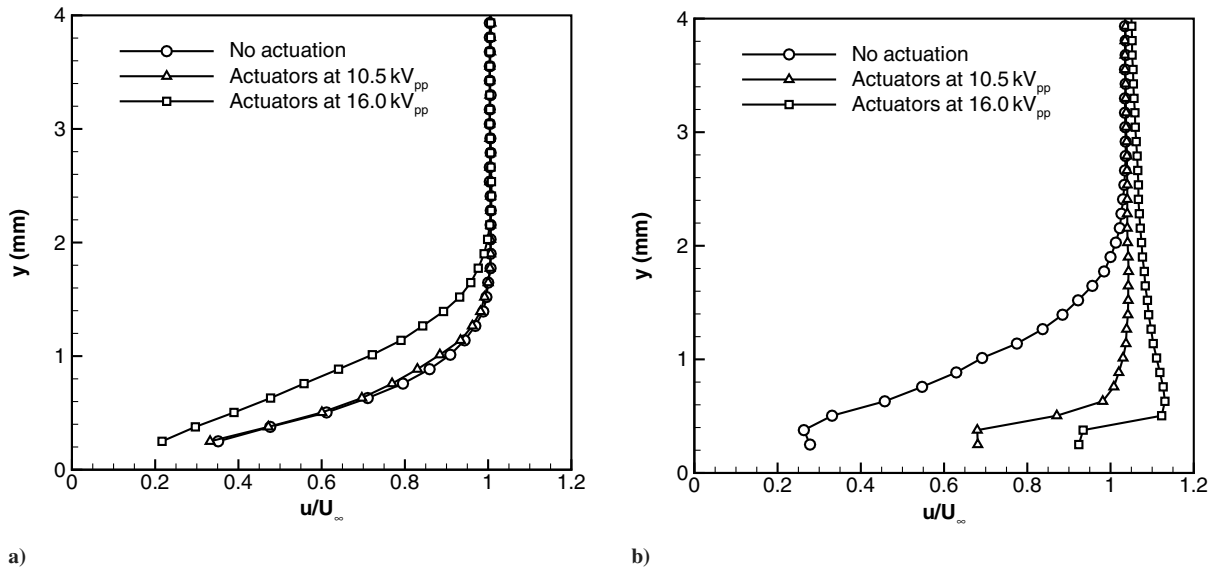 4
3
2
1
0
y (mm)
No actuation
Actuators at 10.5 kVpp
Actuators at 16.0 kVpp
0 0.2 0.4 0.6 0.8 1 1.2
u/U∞
a)
4
3
2
1
0
y (mm)
No actuation
Actuators at 10.5 kVpp
Actuators at 16.0 kVpp
0 0.2 0.4 0.6 0.8 1 1.2
u/U∞
b)